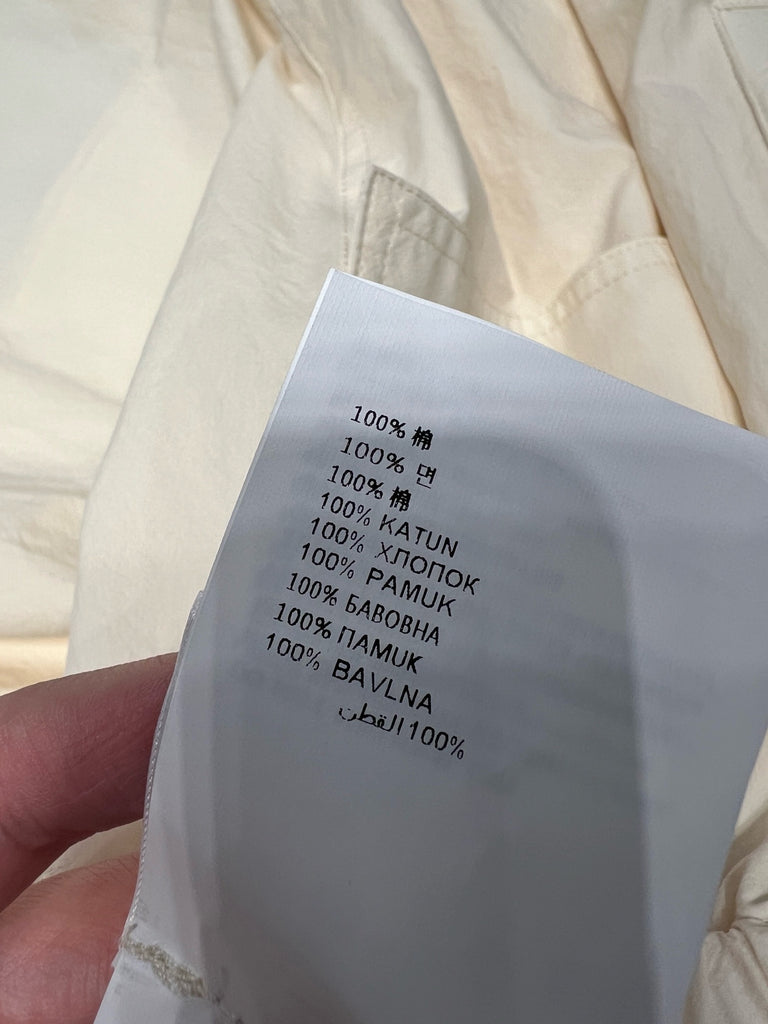 100% 棉
100% 면
100% 棉
100% KATUN
100% ХЛОПОК
100% PAMUK
100% БАВОВНА
100% ПАМUК
100% BAVLNA
100% القطن